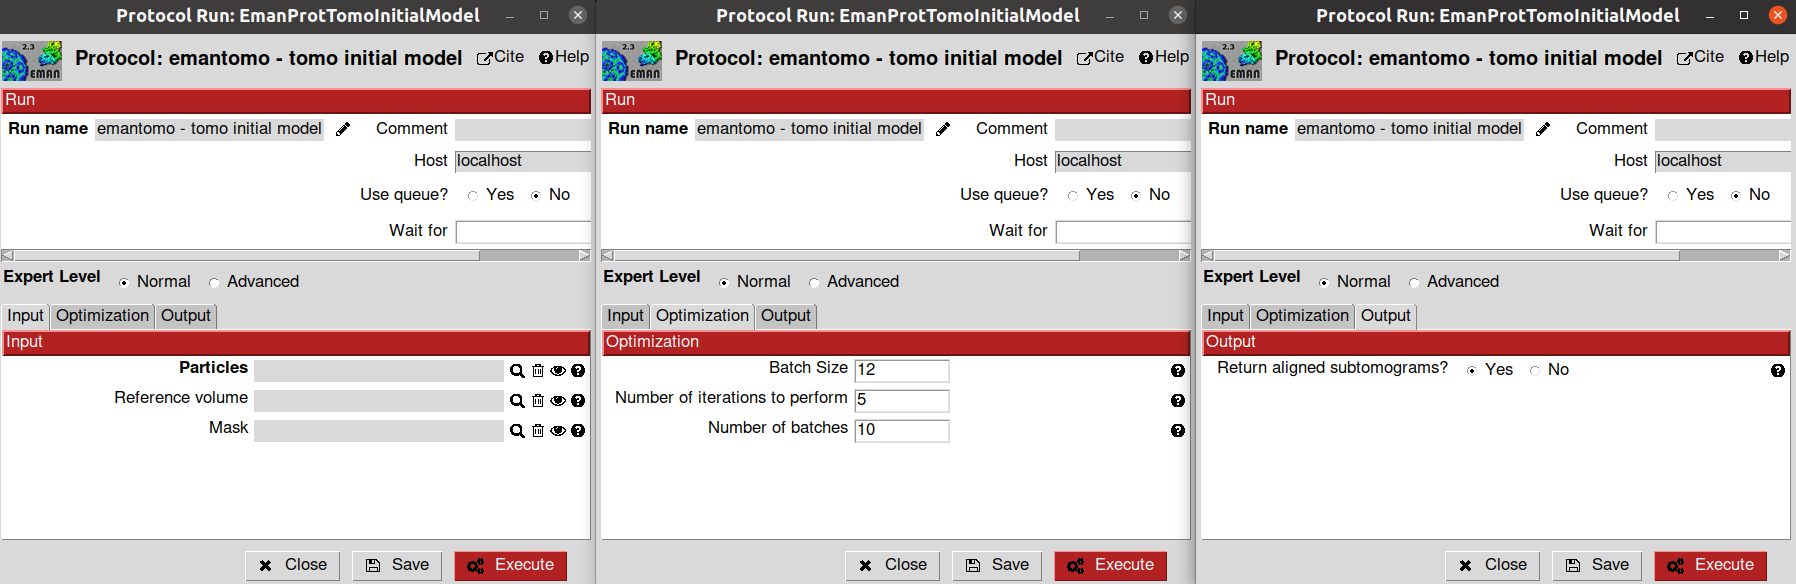 Protocol Run: EmanProtTomoInitialModel
2.3
EMAN
Protocol: emantomo - tomo initial model
Cite
Help
Run
Run name emantomo - tomo initial model Comment
Host localhost
Use queue? Yes No
Wait for
Expert Level Normal Advanced
Input Optimization Output
Input
Particles
Reference volume
Mask
Close Save Execute
Protocol Run: EmanProtTomoInitialModel
2.3
EMAN
Protocol: emantomo - tomo initial model
Cite
Help
Run
Run name emantomo - tomo initial model Comment
Host localhost
Use queue? Yes No
Wait for
Expert Level Normal Advanced
Input Optimization Output
Optimization
Batch Size 12
Number of iterations to perform 5
Number of batches 10
Close Save Execute
Protocol Run: EmanProtTomoInitialModel
2.3
EMAN
Protocol: emantomo - tomo initial model
Cite
Help
Run
Run name emantomo - tomo initial model Comment
Host localhost
Use queue? Yes No
Wait for
Expert Level Normal Advanced
Input Optimization Output
Output
Return aligned subtomograms? Yes No
Close Save Execute